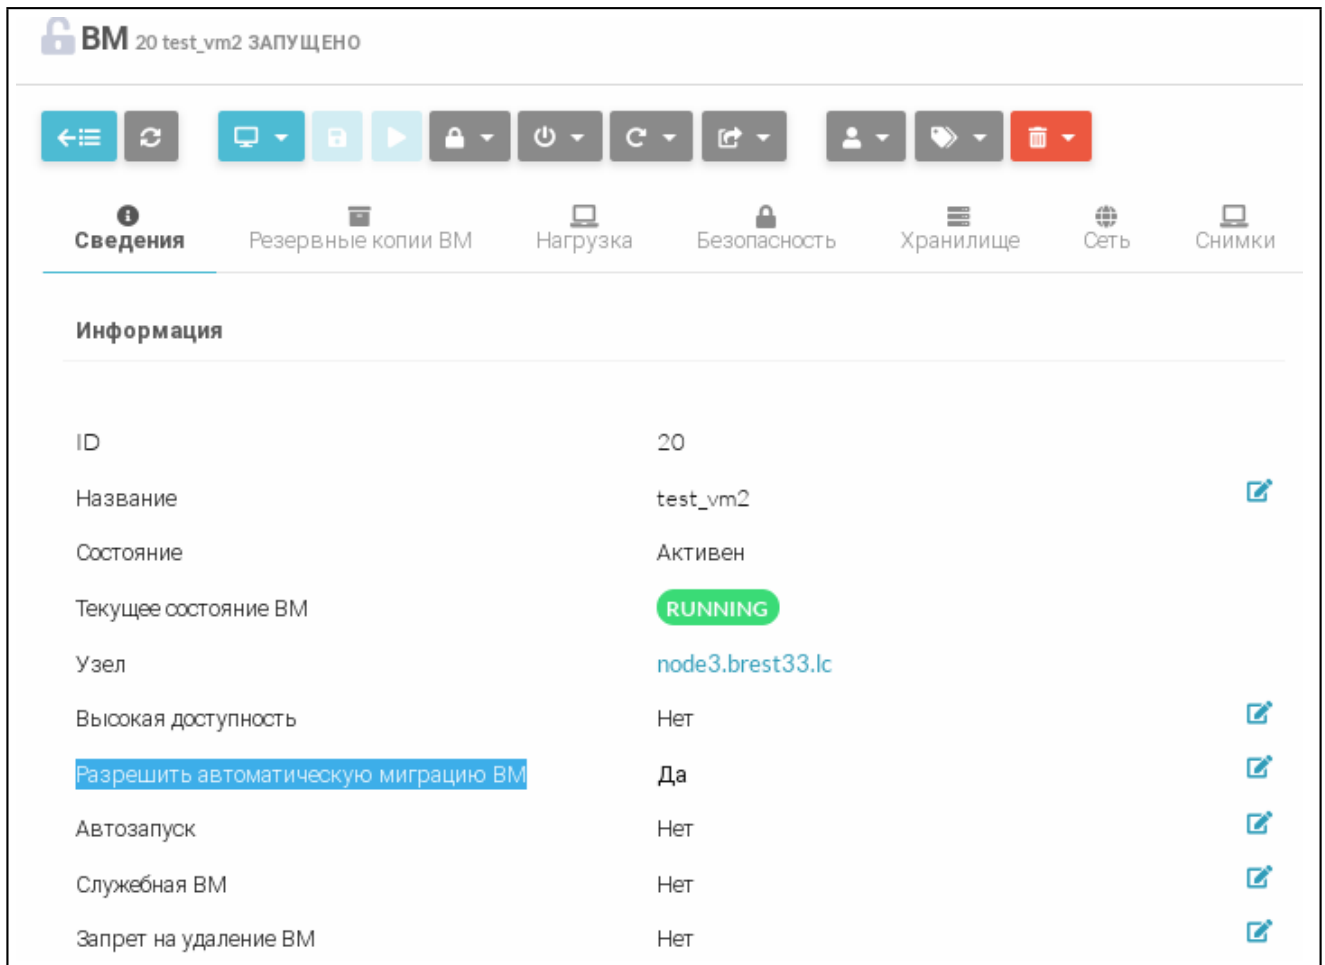 ВМ 20 test_vm2 ЗАПУЩЕНО
Сведения Резервные копии ВМ Нагрузка Безопасность Хранилище Сеть Снимки
Информация
ID 20
Название test_vm2
Состояние Активен
Текущее состояние ВМ RUNNING
Узел node3.brest33.lc
Высокая доступность Нет
Разрешить автоматическую миграцию ВМ Да
Автозапуск Нет
Служебная ВМ Нет
Запрет на удаление ВМ Нет